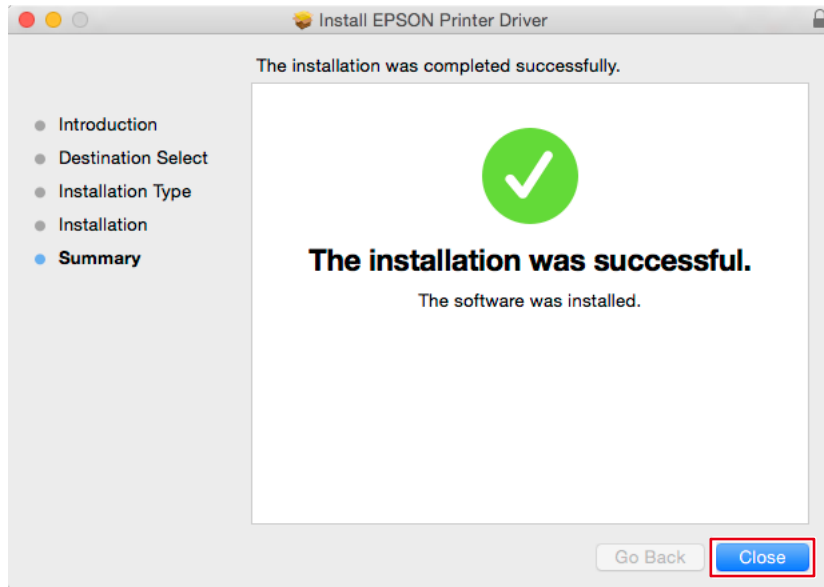 Install EPSON Printer Driver
The installation was completed successfully.
Introduction
Destination Select
Installation Type
Installation
Summary
The installation was successful.
The software was installed.
Go Back
Close